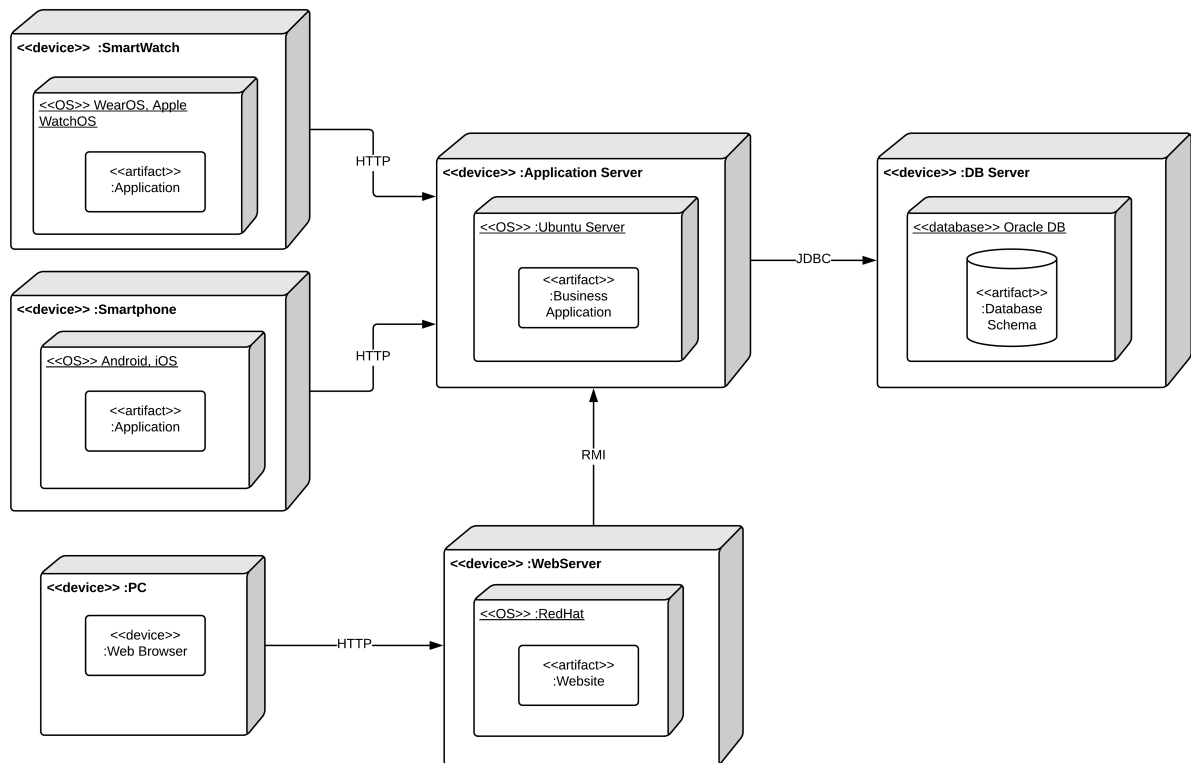 <<device>> :SmartWatch
<<OS>> WearOS, Apple
WatchOS
<<artifact>>
:Application
HTTP
<<device>> :Application Server
<<OS>> :Ubuntu Server
<<artifact>>
:Business
Application
JDBC
<<device>> :DB Server
<<database>> Oracle DB
<<artifact>>
:Database
Schema
<<device>> :Smartphone
<<OS>> Android, iOS
<<artifact>>
:Application
HTTP
RMI
<<device>> :PC
<<device>>
:Web Browser
HTTP
<<device>> :WebServer
<<OS>> :RedHat
<<artifact>>
:Website